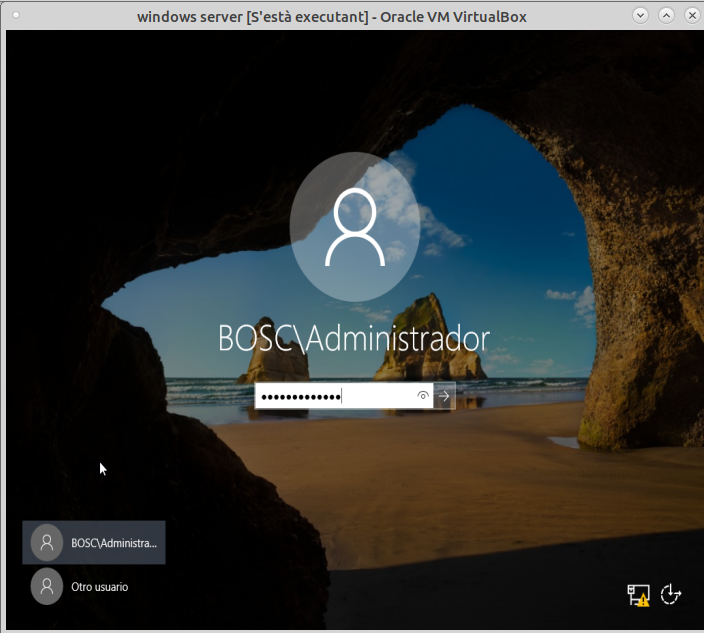 windows server [S'està executant] - Oracle VM VirtualBox
BOSC\Administrador
•••••••••••••
BOSC\Administra...
Otro usuario